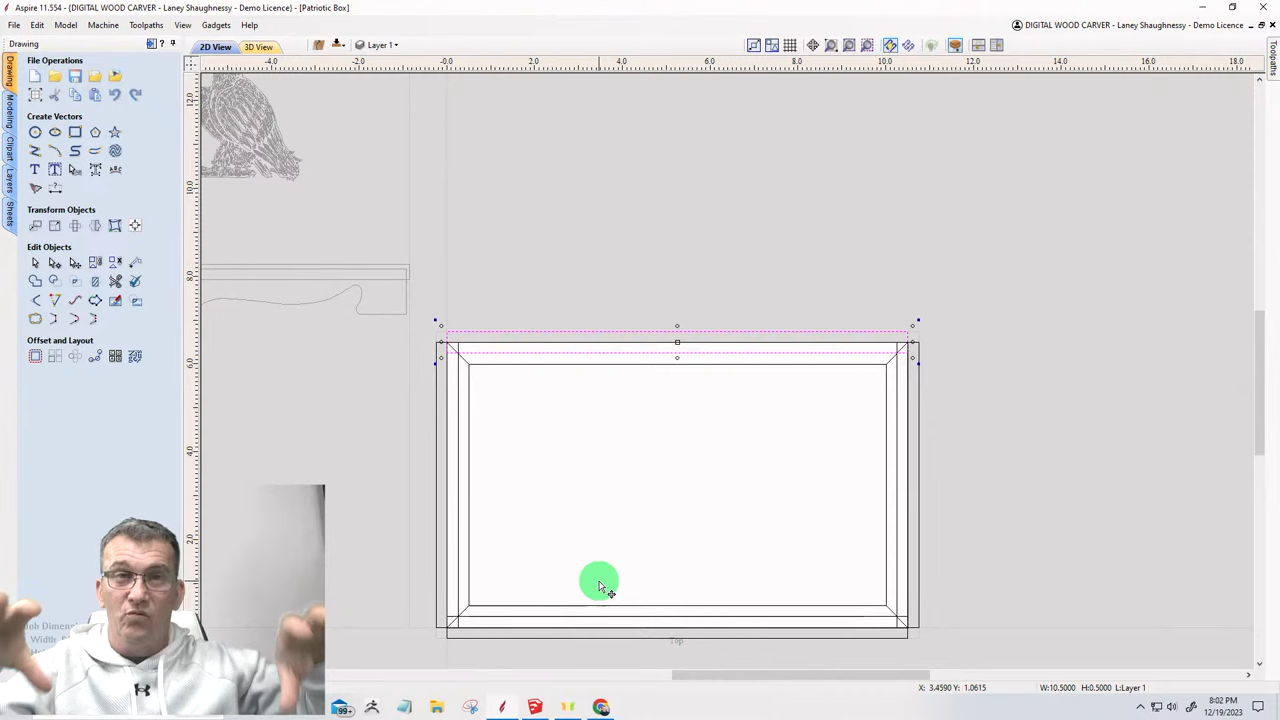 Aspire 11.554 - (DIGITAL WOOD CARVER - Laney Shaughnessy - Demo Licence) - [Patriotic Box]
File Edit Model Machine Toolpaths View Gadgets Help
DIGITAL WOOD CARVER - Laney Shaughnessy - Demo Licence
Drawing
2D View 3D View Layer 1
Toolpaths
Drawing
Modeling
Clipart
Layers
Sheets
File Operations
Create Vectors
Transform Objects
Edit Objects
Offset and Layout
-4.0 -2.0 -0.0 2.0 4.0 6.0 8.0 10.0 12.0 14.0 16.0 18.0
12.0
10.0
8.0
6.0
4.0
2.0
Top
X: 3.4590 Y: 1.0615
W:10.5000 H:0.5000 L:Layer 1
99+
8:02 PM
12/19/2023